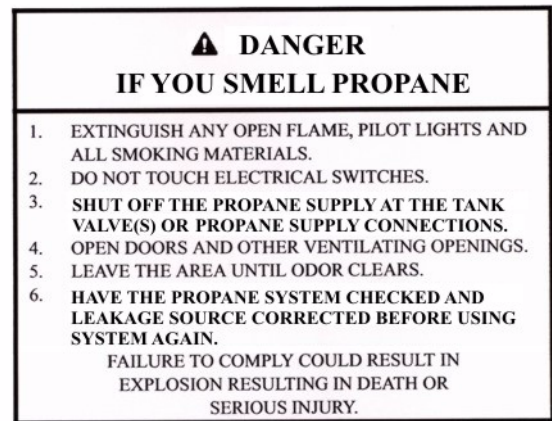 ⚠ DANGER
IF YOU SMELL PROPANE
1. EXTINGUISH ANY OPEN FLAME, PILOT LIGHTS AND
ALL SMOKING MATERIALS.
2. DO NOT TOUCH ELECTRICAL SWITCHES.
3. SHUT OFF THE PROPANE SUPPLY AT THE TANK
VALVE(S) OR PROPANE SUPPLY CONNECTIONS.
4. OPEN DOORS AND OTHER VENTILATING OPENINGS.
5. LEAVE THE AREA UNTIL ODOR CLEARS.
6. HAVE THE PROPANE SYSTEM CHECKED AND
LEAKAGE SOURCE CORRECTED BEFORE USING
SYSTEM AGAIN.
FAILURE TO COMPLY COULD RESULT IN
EXPLOSION RESULTING IN DEATH OR
SERIOUS INJURY.